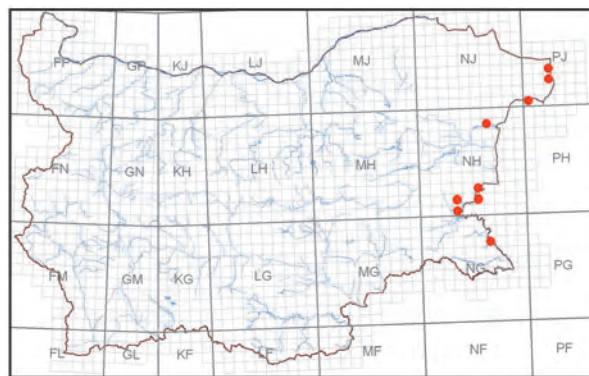 FP GP KJ LJ MJ NJ PJ
FN GN KH LH MH NH PH
FM GM KG LG MG NG PG
FL GL KF LF MF NF PF